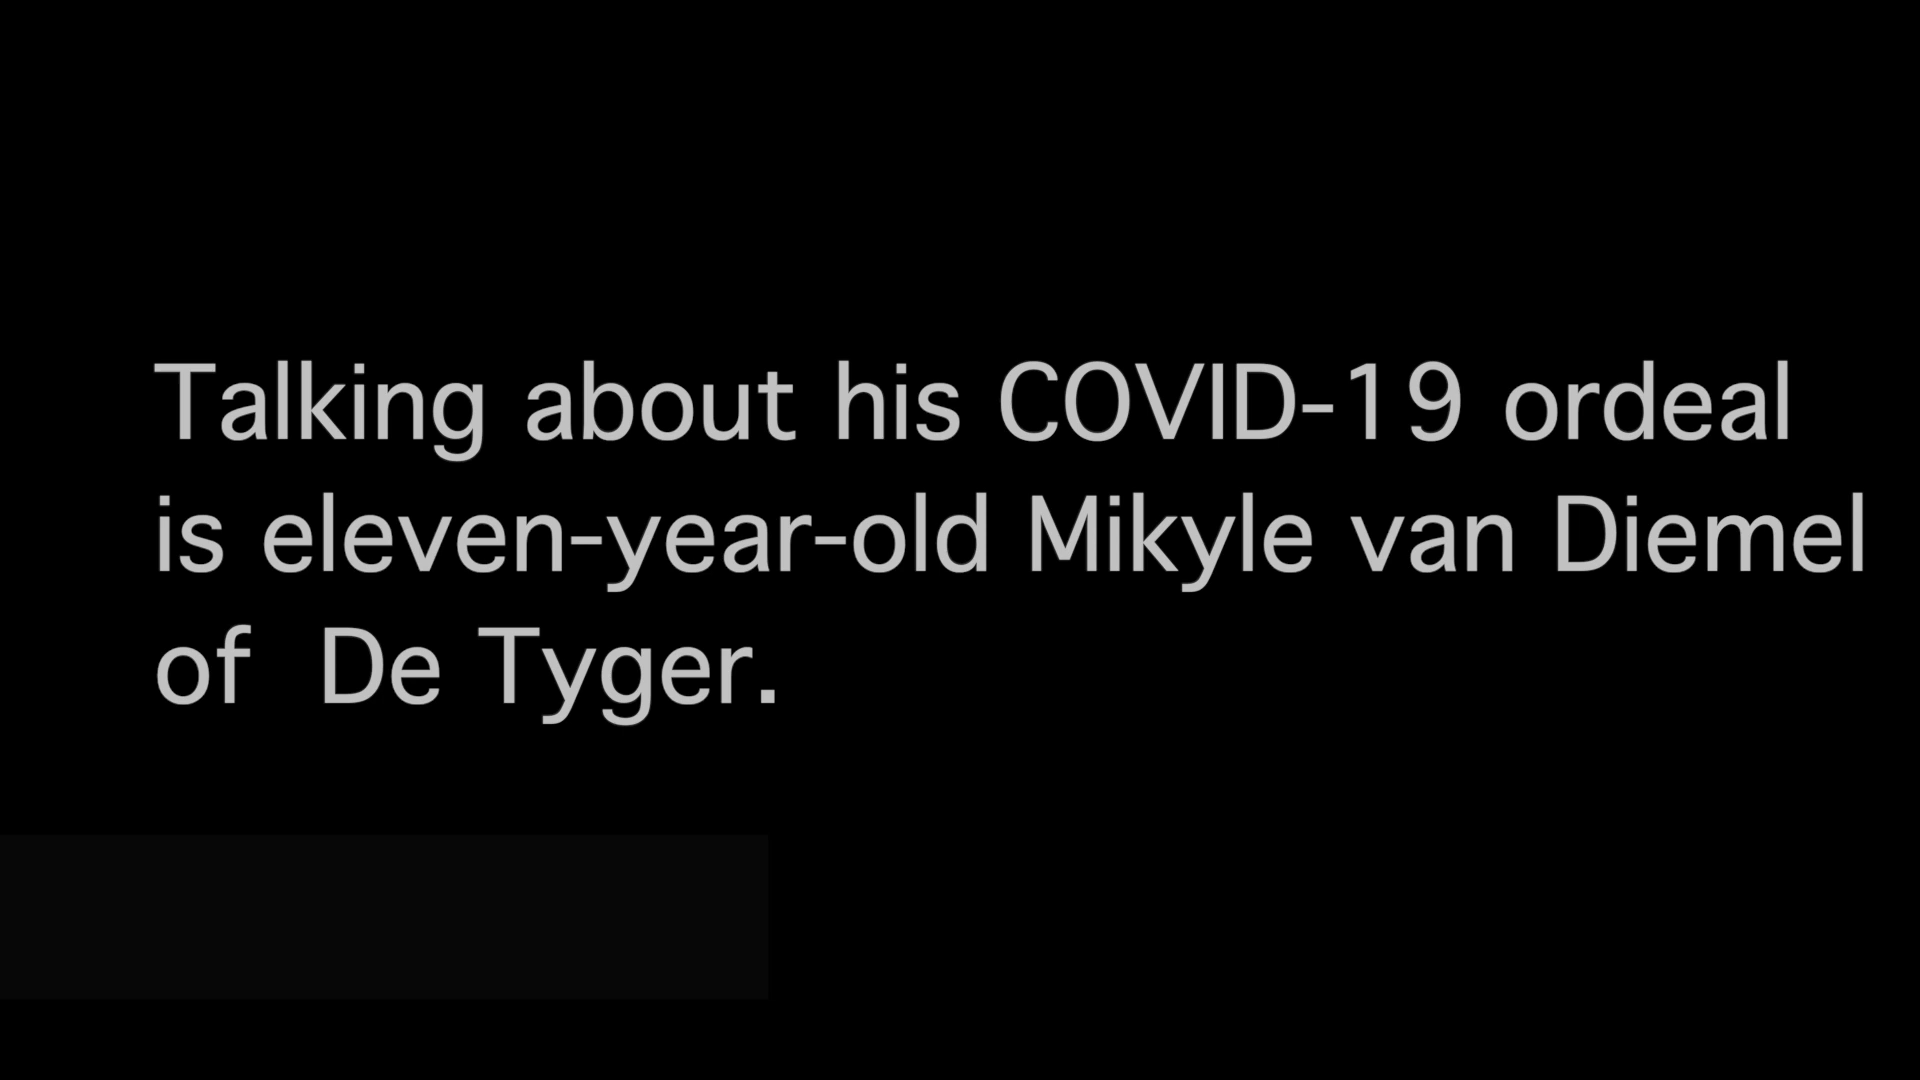 Talking about his COVID-19 ordeal
is eleven-year-old Mikyle van Diemel
of  De Tyger.